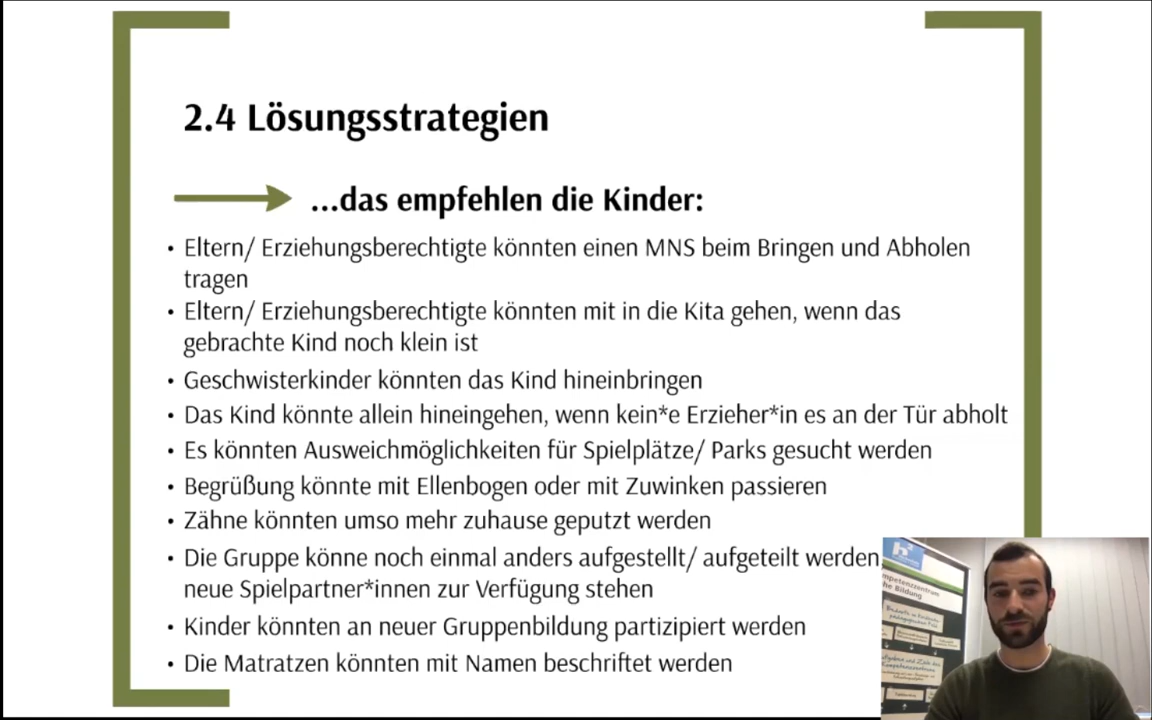 2.4 Lösungsstrategien
...das empfehlen die Kinder:
• Eltern/ Erziehungsberechtigte könnten einen MNS beim Bringen und Abholen
tragen
• Eltern/ Erziehungsberechtigte könnten mit in die Kita gehen, wenn das
gebrachte Kind noch klein ist
• Geschwisterkinder könnten das Kind hineinbringen
• Das Kind könnte allein hineingehen, wenn kein*e Erzieher*in es an der Tür abholt
• Es könnten Ausweichmöglichkeiten für Spielplätze/ Parks gesucht werden
• Begrüßung könnte mit Ellenbogen oder mit Zuwinken passieren
• Zähne könnten umso mehr zuhause geputzt werden
• Die Gruppe könne noch einmal anders aufgestellt/ aufgeteilt werden,
neue Spielpartner*innen zur Verfügung stehen
• Kinder könnten an neuer Gruppenbildung partizipiert werden
• Die Matratzen könnten mit Namen beschriftet werden
h²
mpetenzzentrum
he Bildung